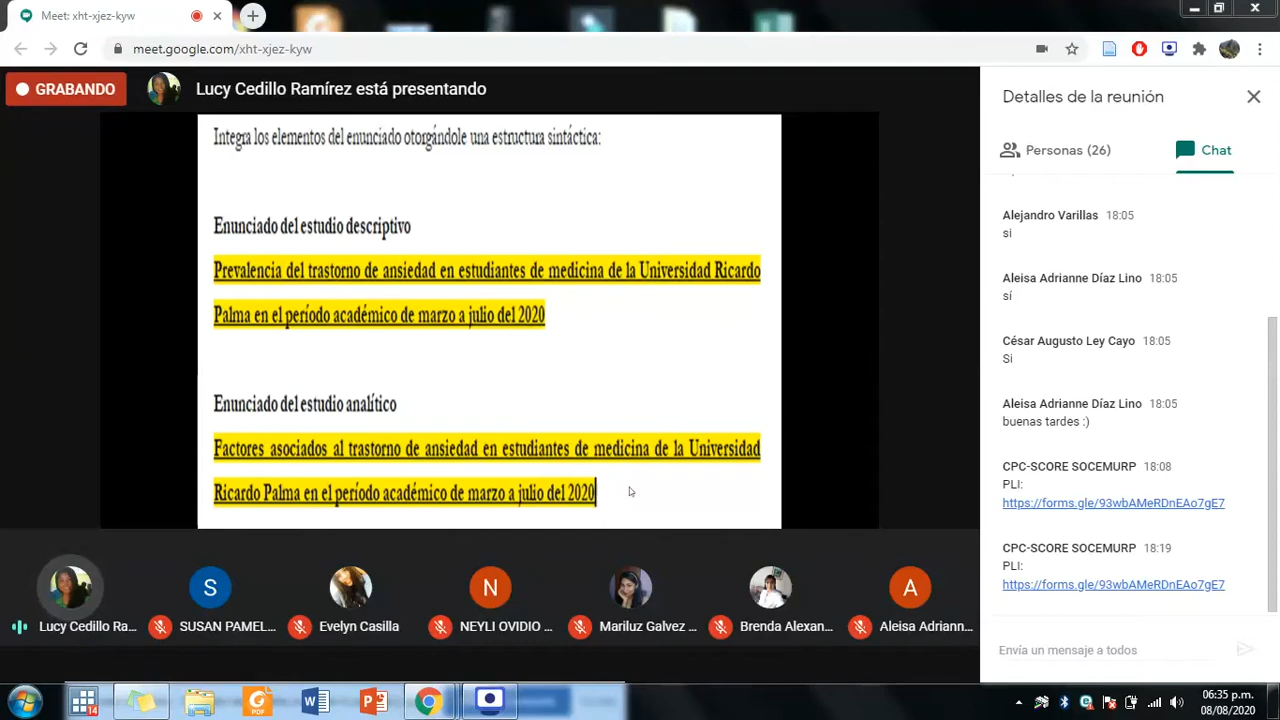 Meet: xht-xjez-kyw
meet.google.com/xht-xjez-kyw
GRABANDO
Lucy Cedillo Ramírez está presentando
Integra los elementos del enunciado otorgándole una estructura sintáctica:
Enunciado del estudio descriptivo
Prevalencia del trastorno de ansiedad en estudiantes de medicina de la Universidad Ricardo
Palma en el período académico de marzo a julio del 2020
Enunciado del estudio analítico
Factores asociados al trastorno de ansiedad en estudiantes de medicina de la Universidad
Ricardo Palma en el período académico de marzo a julio del 2020
Lucy Cedillo Ra...
S
SUSAN PAMEL...
Evelyn Casilla
N
NEYLI OVIDIO ...
Mariluz Galvez ...
Brenda Alexan...
A
Aleisa Adriann...
Detalles de la reunión
Personas (26)
Chat
Alejandro Varillas 18:05
si
Aleisa Adrianne Díaz Lino 18:05
sí
César Augusto Ley Cayo 18:05
Si
Aleisa Adrianne Díaz Lino 18:05
buenas tardes :)
CPC-SCORE SOCEMURP 18:08
PLI:
https://forms.gle/93wbAMeRDnEAo7gE7
CPC-SCORE SOCEMURP 18:19
PLI:
https://forms.gle/93wbAMeRDnEAo7gE7
Envía un mensaje a todos
14
PDF
06:35 p.m.
08/08/2020